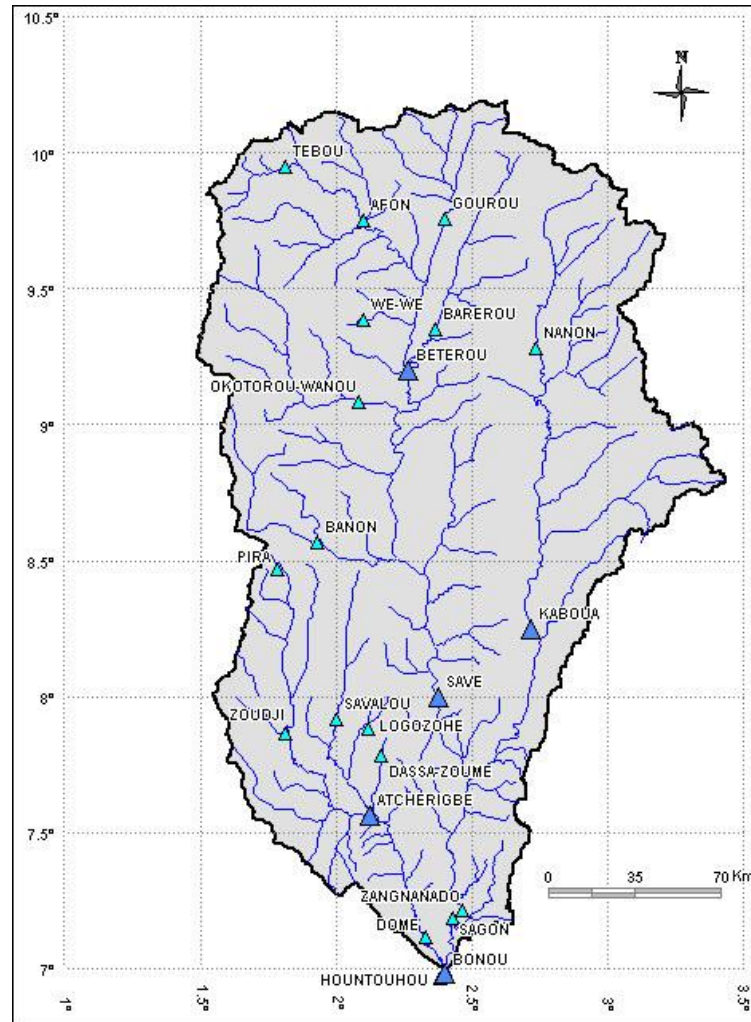 10.5°
N
10°
TEBOU
AFON
GOUROU
9.5°
WE-WE
BAREROU
NANON
BETEROU
OKOTOROU-WANOU
9°
BANON
PIRA
8.5°
KABOUA
SAVE
8°
ZOUDJI
SAVALOU
LOGOZOHE
DASSA-ZOUME
ATCHERIGBE
7.5°
0 35 70 Km
ZANGNANADO
DOME
SAGON
BONOU
7°
HOUNTOUHOU
1° 1.5° 2° 2.5° 3° 3.5°